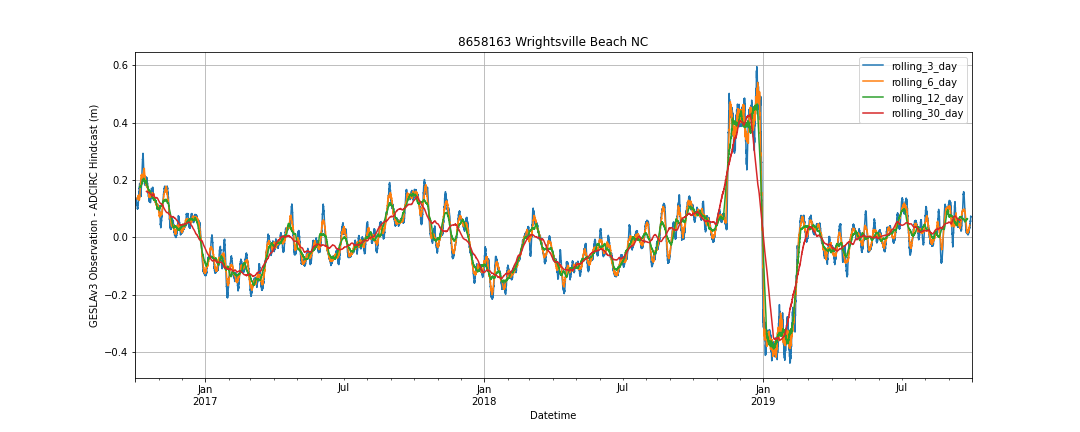 8658163 Wrightsville Beach NC
GESLAv3 Observation - ADCIRC Hindcast (m)
0.6
0.4
0.2
0.0
−0.2
−0.4
rolling_3_day
rolling_6_day
rolling_12_day
rolling_30_day
Jan
2017
Jul
Jan
2018
Jul
Jan
2019
Jul
Datetime